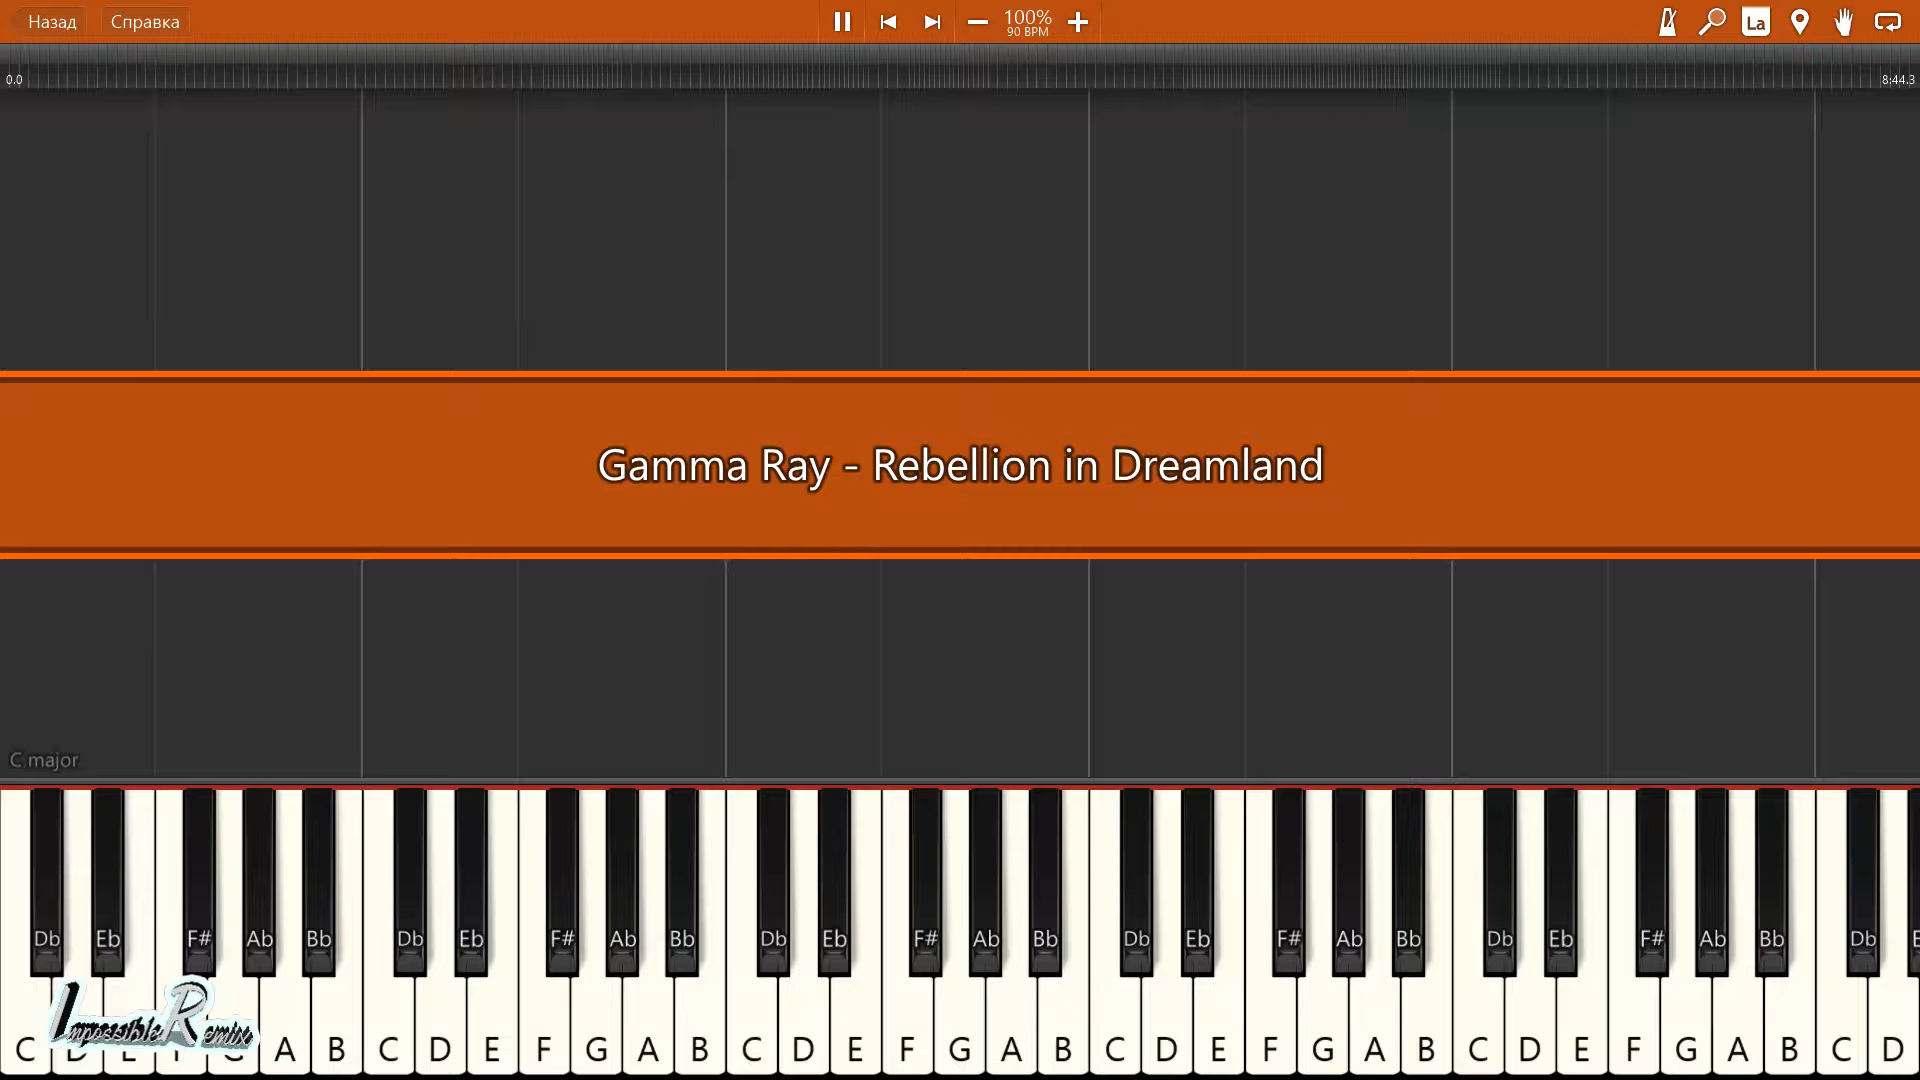 Назад Справка 100% La
90 BPM
0.0 8:44.3
Gamma Ray - Rebellion in Dreamland
C major
Db Eb F# Ab Bb Db Eb F# Ab Bb Db Eb F# Ab Bb Db Eb F# Ab Bb Db Eb F# Ab Bb Db E
Impossible Remix
C D E F G A B C D E F G A B C D E F G A B C D E F G A B C D E F G A B C D